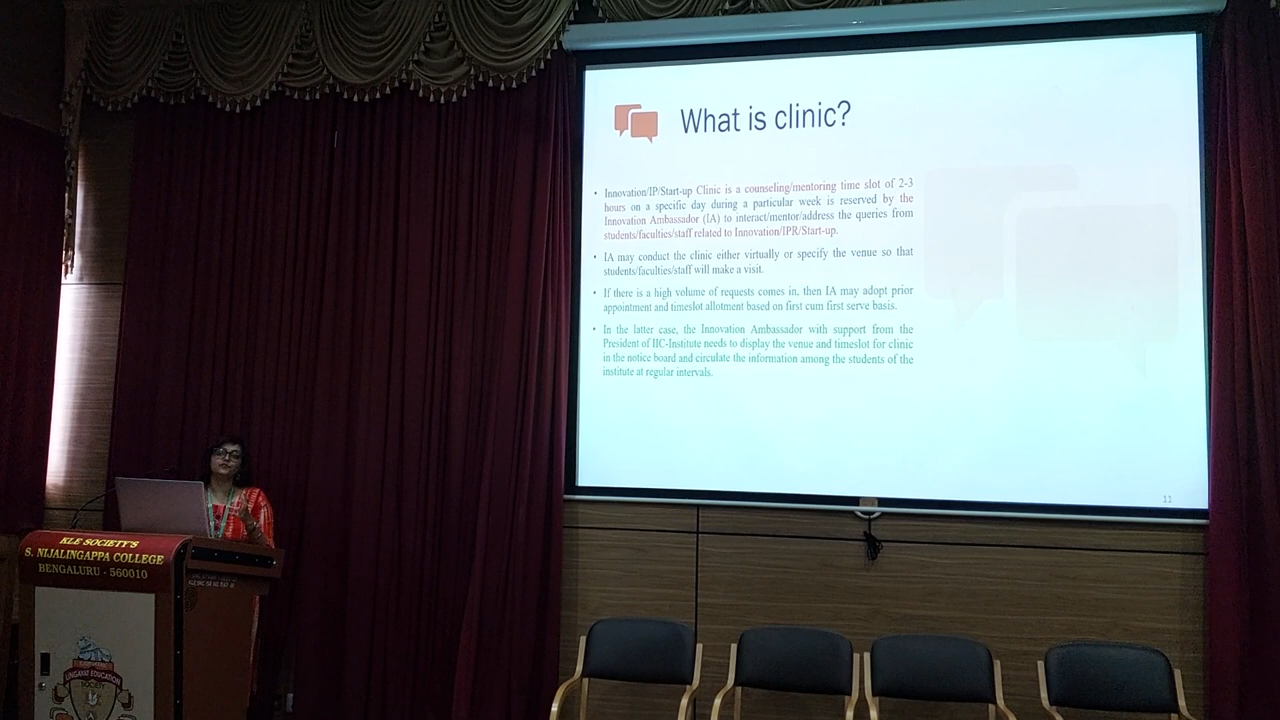 What is clinic?
• Innovation/IP/Start-up Clinic is a counseling/mentoring time slot of 2-3
hours on a specific day during a particular week is reserved by the
Innovation Ambassador (IA) to interact/mentor/address the queries from
students/faculties/staff related to Innovation/IPR/Start-up.
• IA may conduct the clinic either virtually or specify the venue so that
students/faculties/staff will make a visit.
• If there is a high volume of requests comes in, then IA may adopt prior
appointment and timeslot allotment based on first cum first serve basis.
• In the latter case, the Innovation Ambassador with support from the
President of IIC-Institute needs to display the venue and timeslot for clinic
in the notice board and circulate the information among the students of the
institute at regular intervals.
11
KLE SOCIETY'S
S. NIJALINGAPPA COLLEGE
BENGALURU - 560010
LINGAYAT EDUCATION